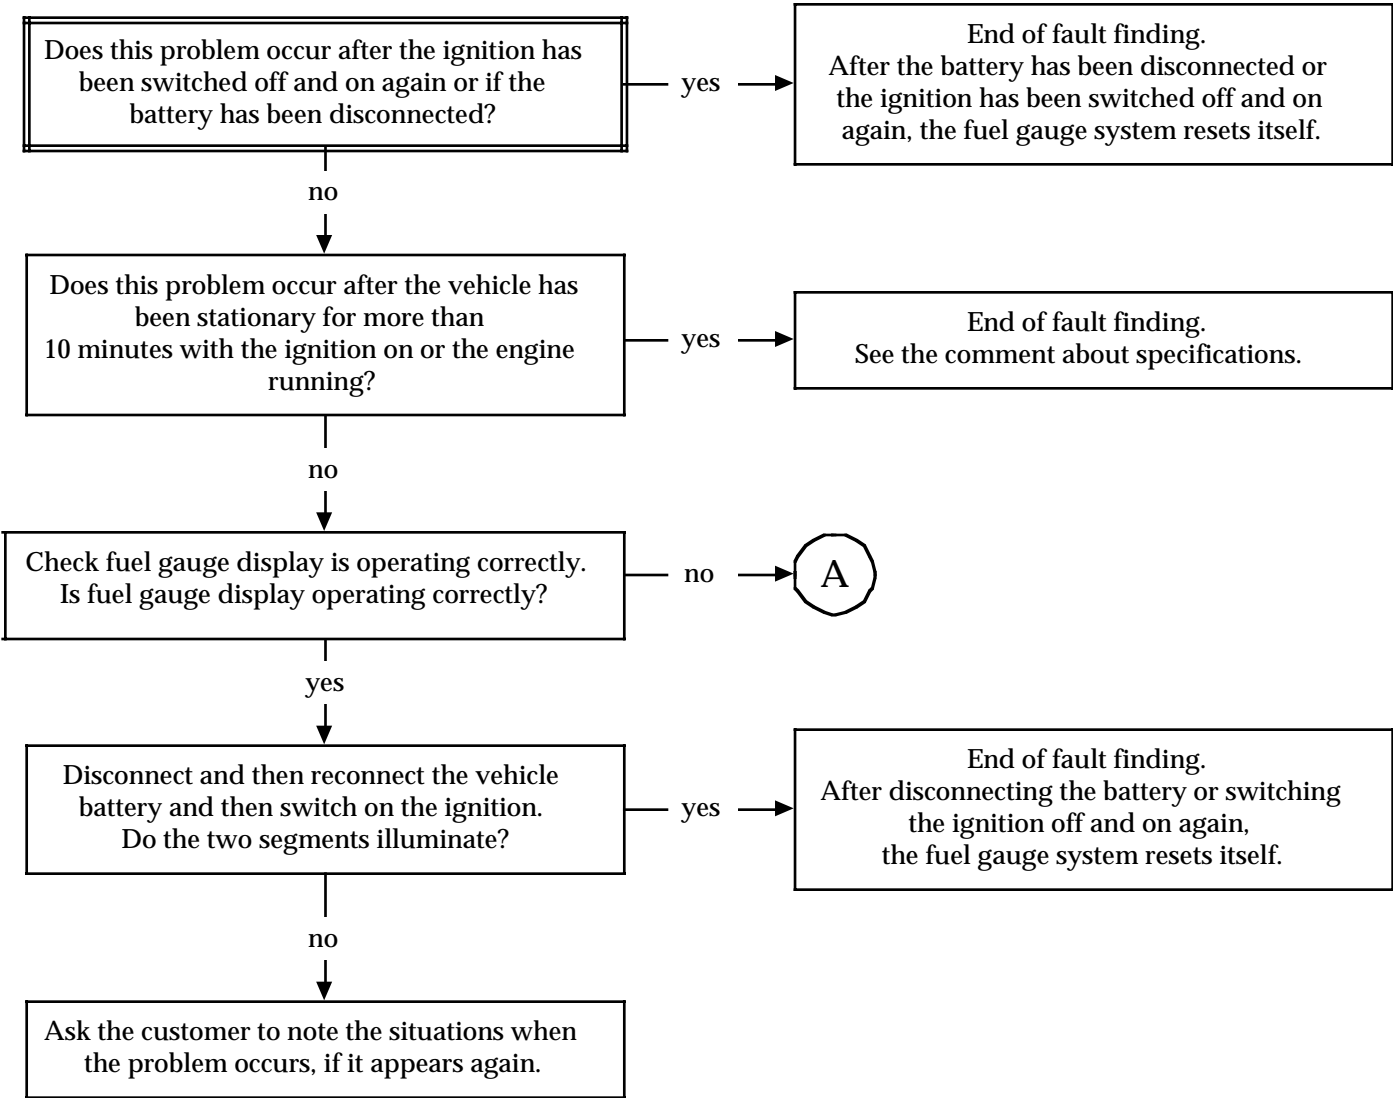 Does this problem occur after the ignition has
been switched off and on again or if the
battery has been disconnected?
yes
End of fault finding.
After the battery has been disconnected or
the ignition has been switched off and on
again, the fuel gauge system resets itself.
no
Does this problem occur after the vehicle has
been stationary for more than
10 minutes with the ignition on or the engine
running?
yes
End of fault finding.
See the comment about specifications.
no
Check fuel gauge display is operating correctly.
Is fuel gauge display operating correctly?
no
A
yes
Disconnect and then reconnect the vehicle
battery and then switch on the ignition.
Do the two segments illuminate?
yes
End of fault finding.
After disconnecting the battery or switching
the ignition off and on again,
the fuel gauge system resets itself.
no
Ask the customer to note the situations when
the problem occurs, if it appears again.